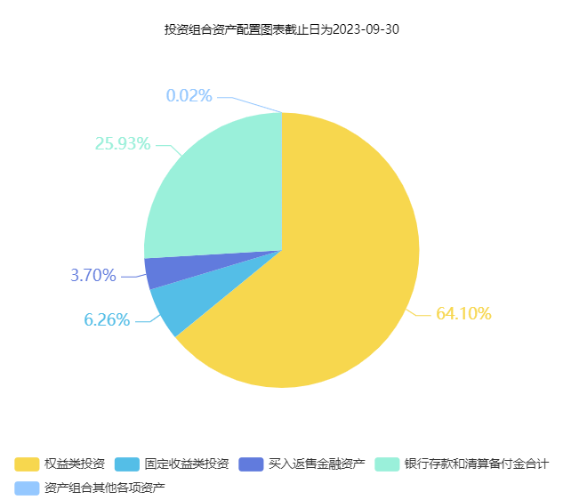 投资组合资产配置图表截止日为2023-09-30
0.02%
25.93%
3.70%
6.26%
64.10%
权益类投资 固定收益类投资 买入返售金融资产 银行存款和清算备付金合计
资产组合其他各项资产